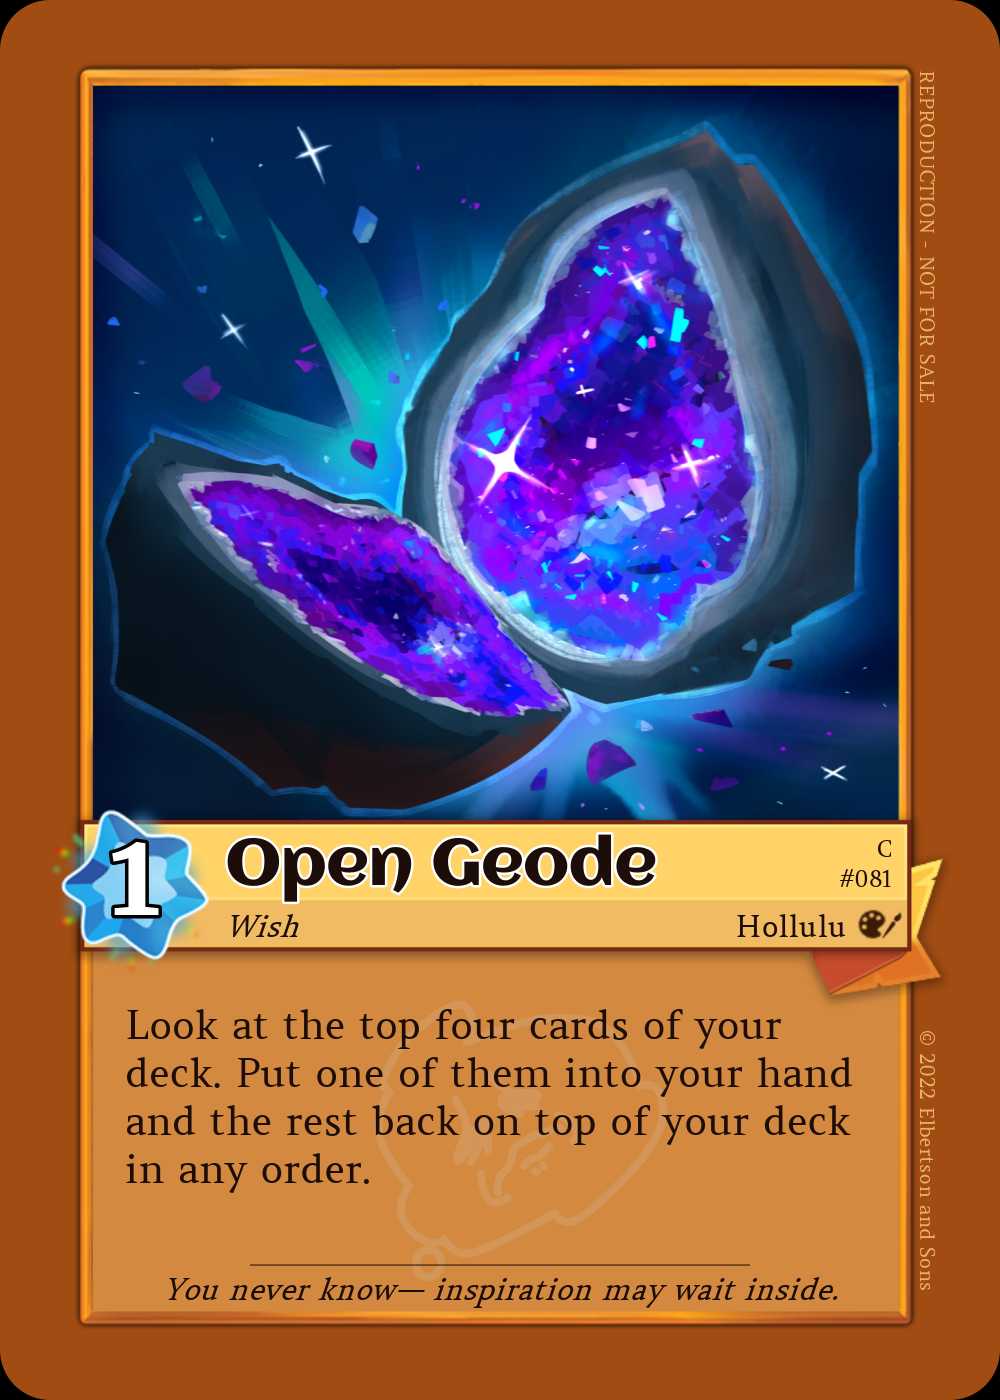 REPRODUCTION - NOT FOR SALE
1
Open Geode
C
#081
Wish
Hollulu
Look at the top four cards of your
deck. Put one of them into your hand
and the rest back on top of your deck
in any order.
You never know— inspiration may wait inside.
© 2022 Elbertson and Sons